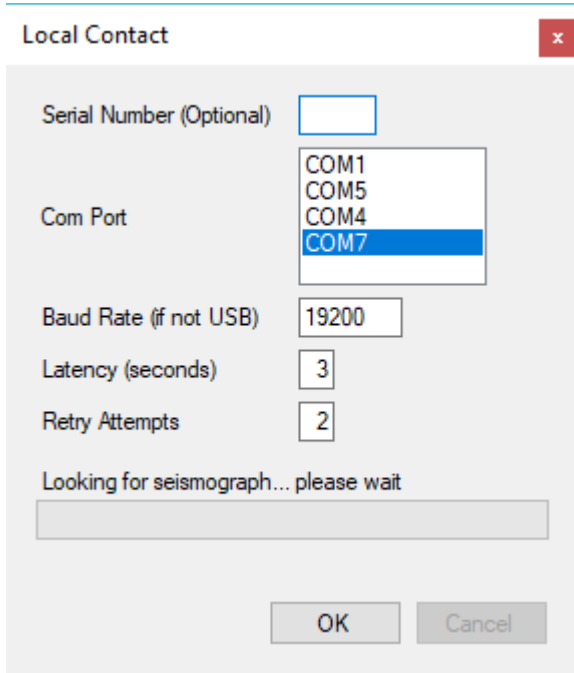 Local Contact
x
Serial Number (Optional)
Com Port
COM1
COM5
COM4
COM7
Baud Rate (if not USB) 19200
Latency (seconds) 3
Retry Attempts 2
Looking for seismograph... please wait
OK Cancel